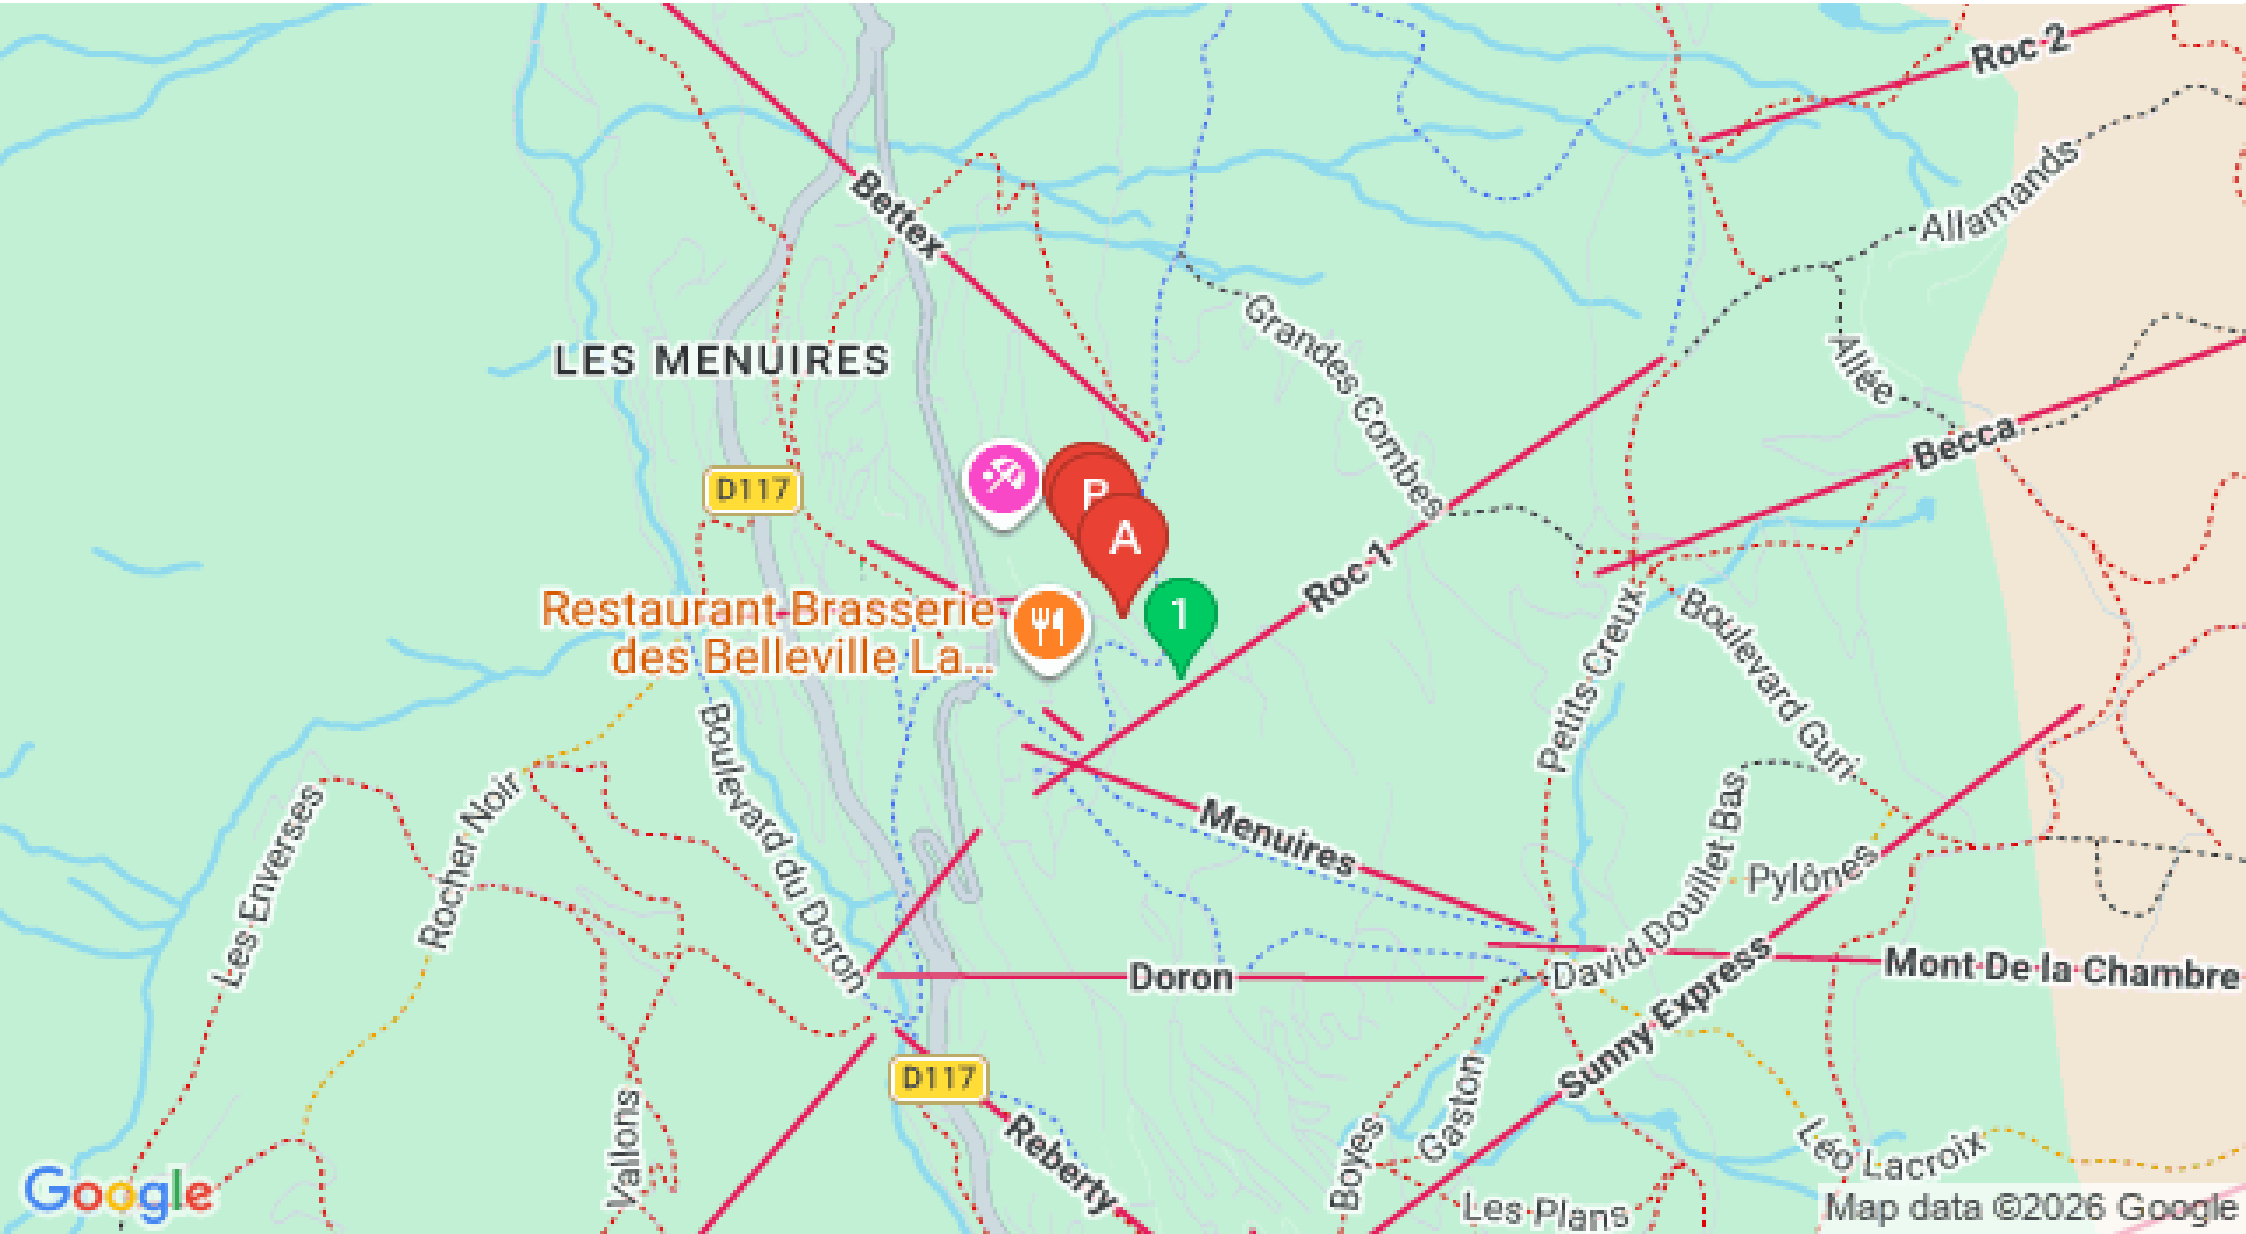 Roc 2
Allamands
Bettex
Grandes Combes
LES MENUIRES
Allée
Becca
D117
A
1
Roc 1
Restaurant Brasserie
des Belleville La...
Petits Creux
Boulevard Guri
Boulevard du Doron
Les Enverses
Rocher Noir
Menuires
David Douillet Bas
Pylônes
Doron
Mont De la Chambre
Sunny Express
D117
Reberty
Vallons
Boyes
Gaston
Léo Lacroix
Les Plans
Google
Map data ©2026 Google